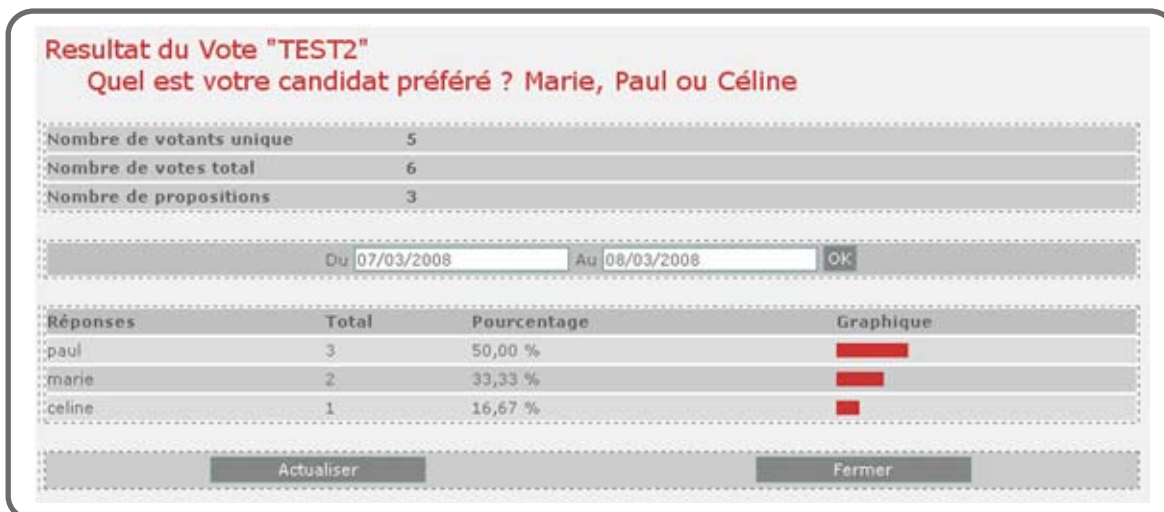 Resultat du Vote "TEST2"
Quel est votre candidat préféré ? Marie, Paul ou Céline
Nombre de votants unique 5
Nombre de votes total 6
Nombre de propositions 3
Du 07/03/2008 Au 08/03/2008 OK
Réponses Total Pourcentage Graphique
paul 3 50,00 %
marie 2 33,33 %
celine 1 16,67 %
Actualiser Fermer